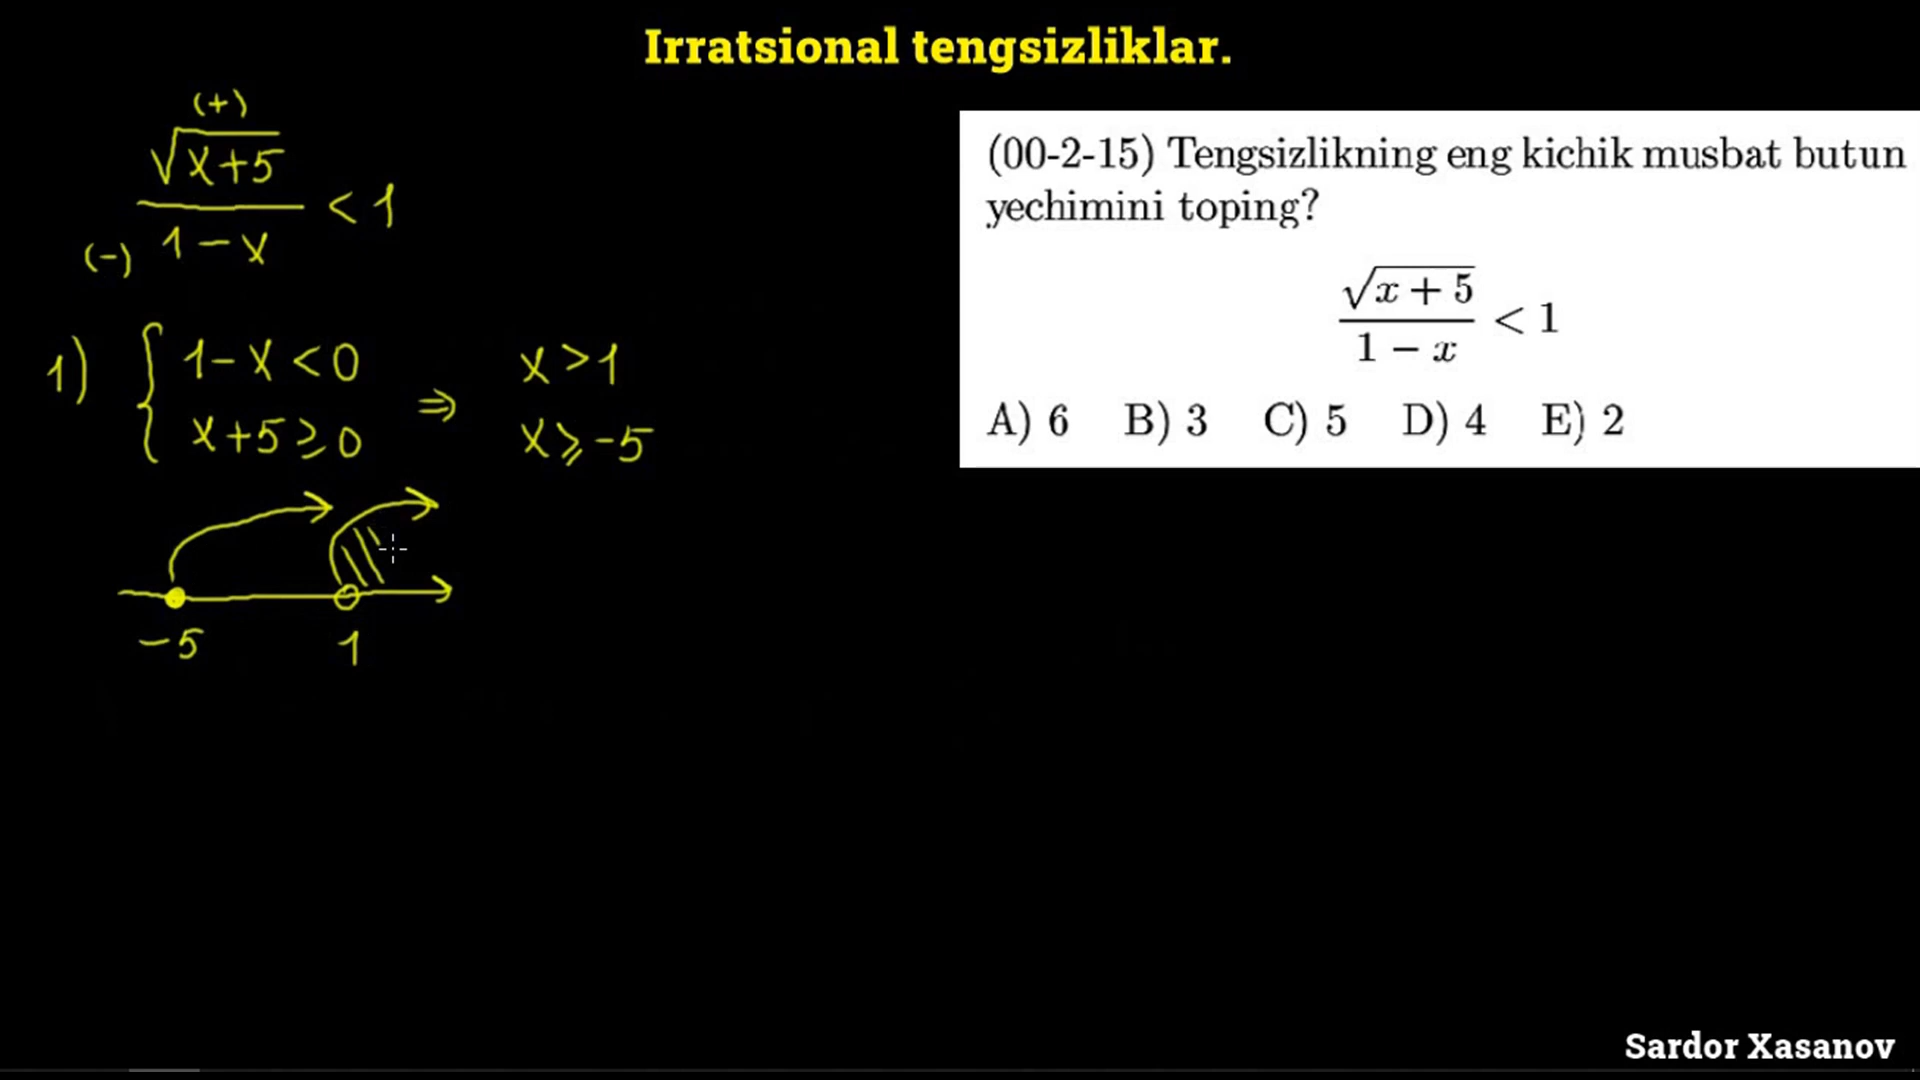 Irratsional tengsizliklar.
(+)
√x+5
< 1
(-) 1-x
1) { 1-x<0 ⇒ x>1
x+5≥0 x≥-5
-5 1
(00-2-15) Tengsizlikning eng kichik musbat butun
yechimini toping?
√x + 5
< 1
1 − x
A) 6 B) 3 C) 5 D) 4 E) 2
Sardor Xasanov